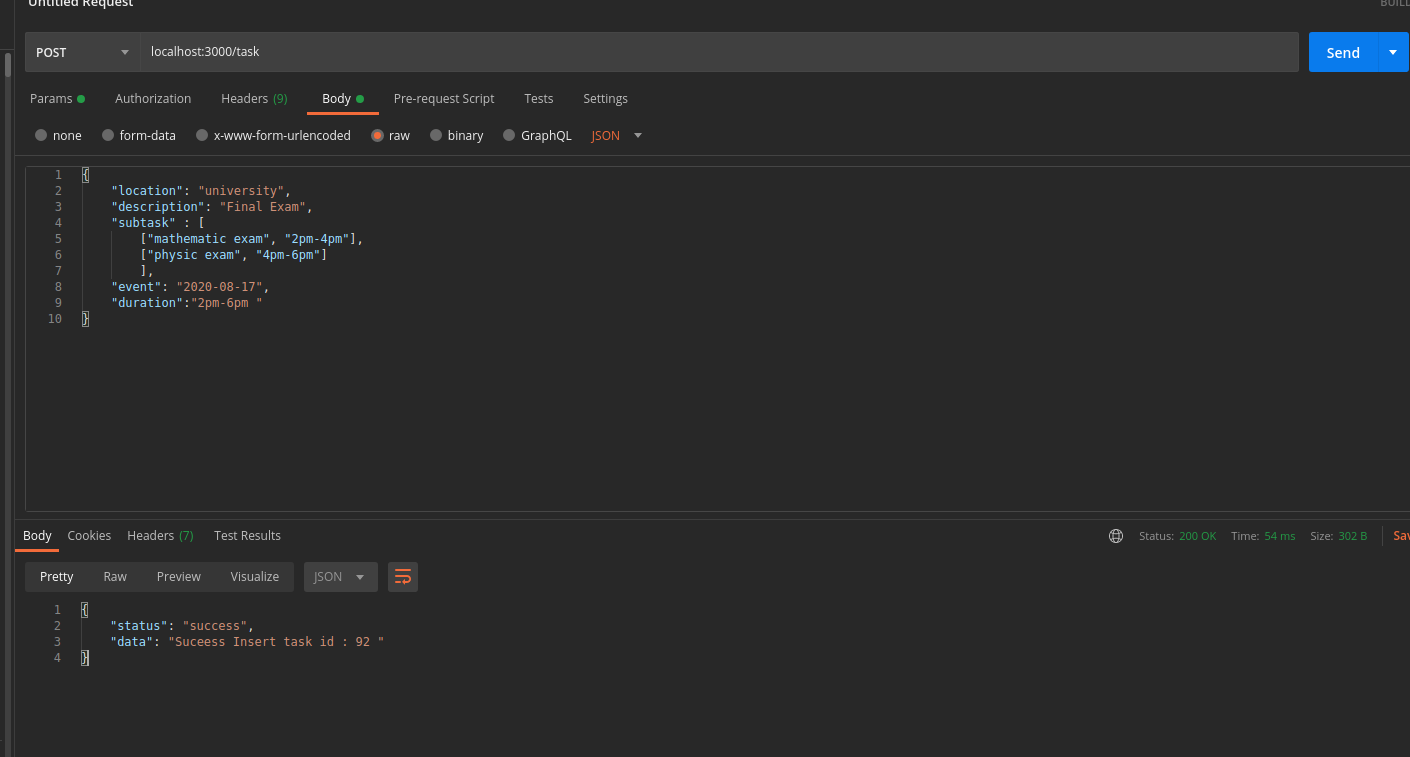 Untitled Request
BUILD
POST
localhost:3000/task
Send
Params
Authorization
Headers (9)
Body
Pre-request Script
Tests
Settings
none
form-data
x-www-form-urlencoded
raw
binary
GraphQL
JSON
1 {
2 "location": "university",
3 "description": "Final Exam",
4 "subtask" : [
5 ["mathematic exam", "2pm-4pm"],
6 ["physic exam", "4pm-6pm"]
7 ],
8 "event": "2020-08-17",
9 "duration":"2pm-6pm "
10 }
Body
Cookies
Headers (7)
Test Results
Status: 200 OK
Time: 54 ms
Size: 302 B
Sav
Pretty
Raw
Preview
Visualize
JSON
1 {
2 "status": "success",
3 "data": "Suceess Insert task id : 92 "
4 }